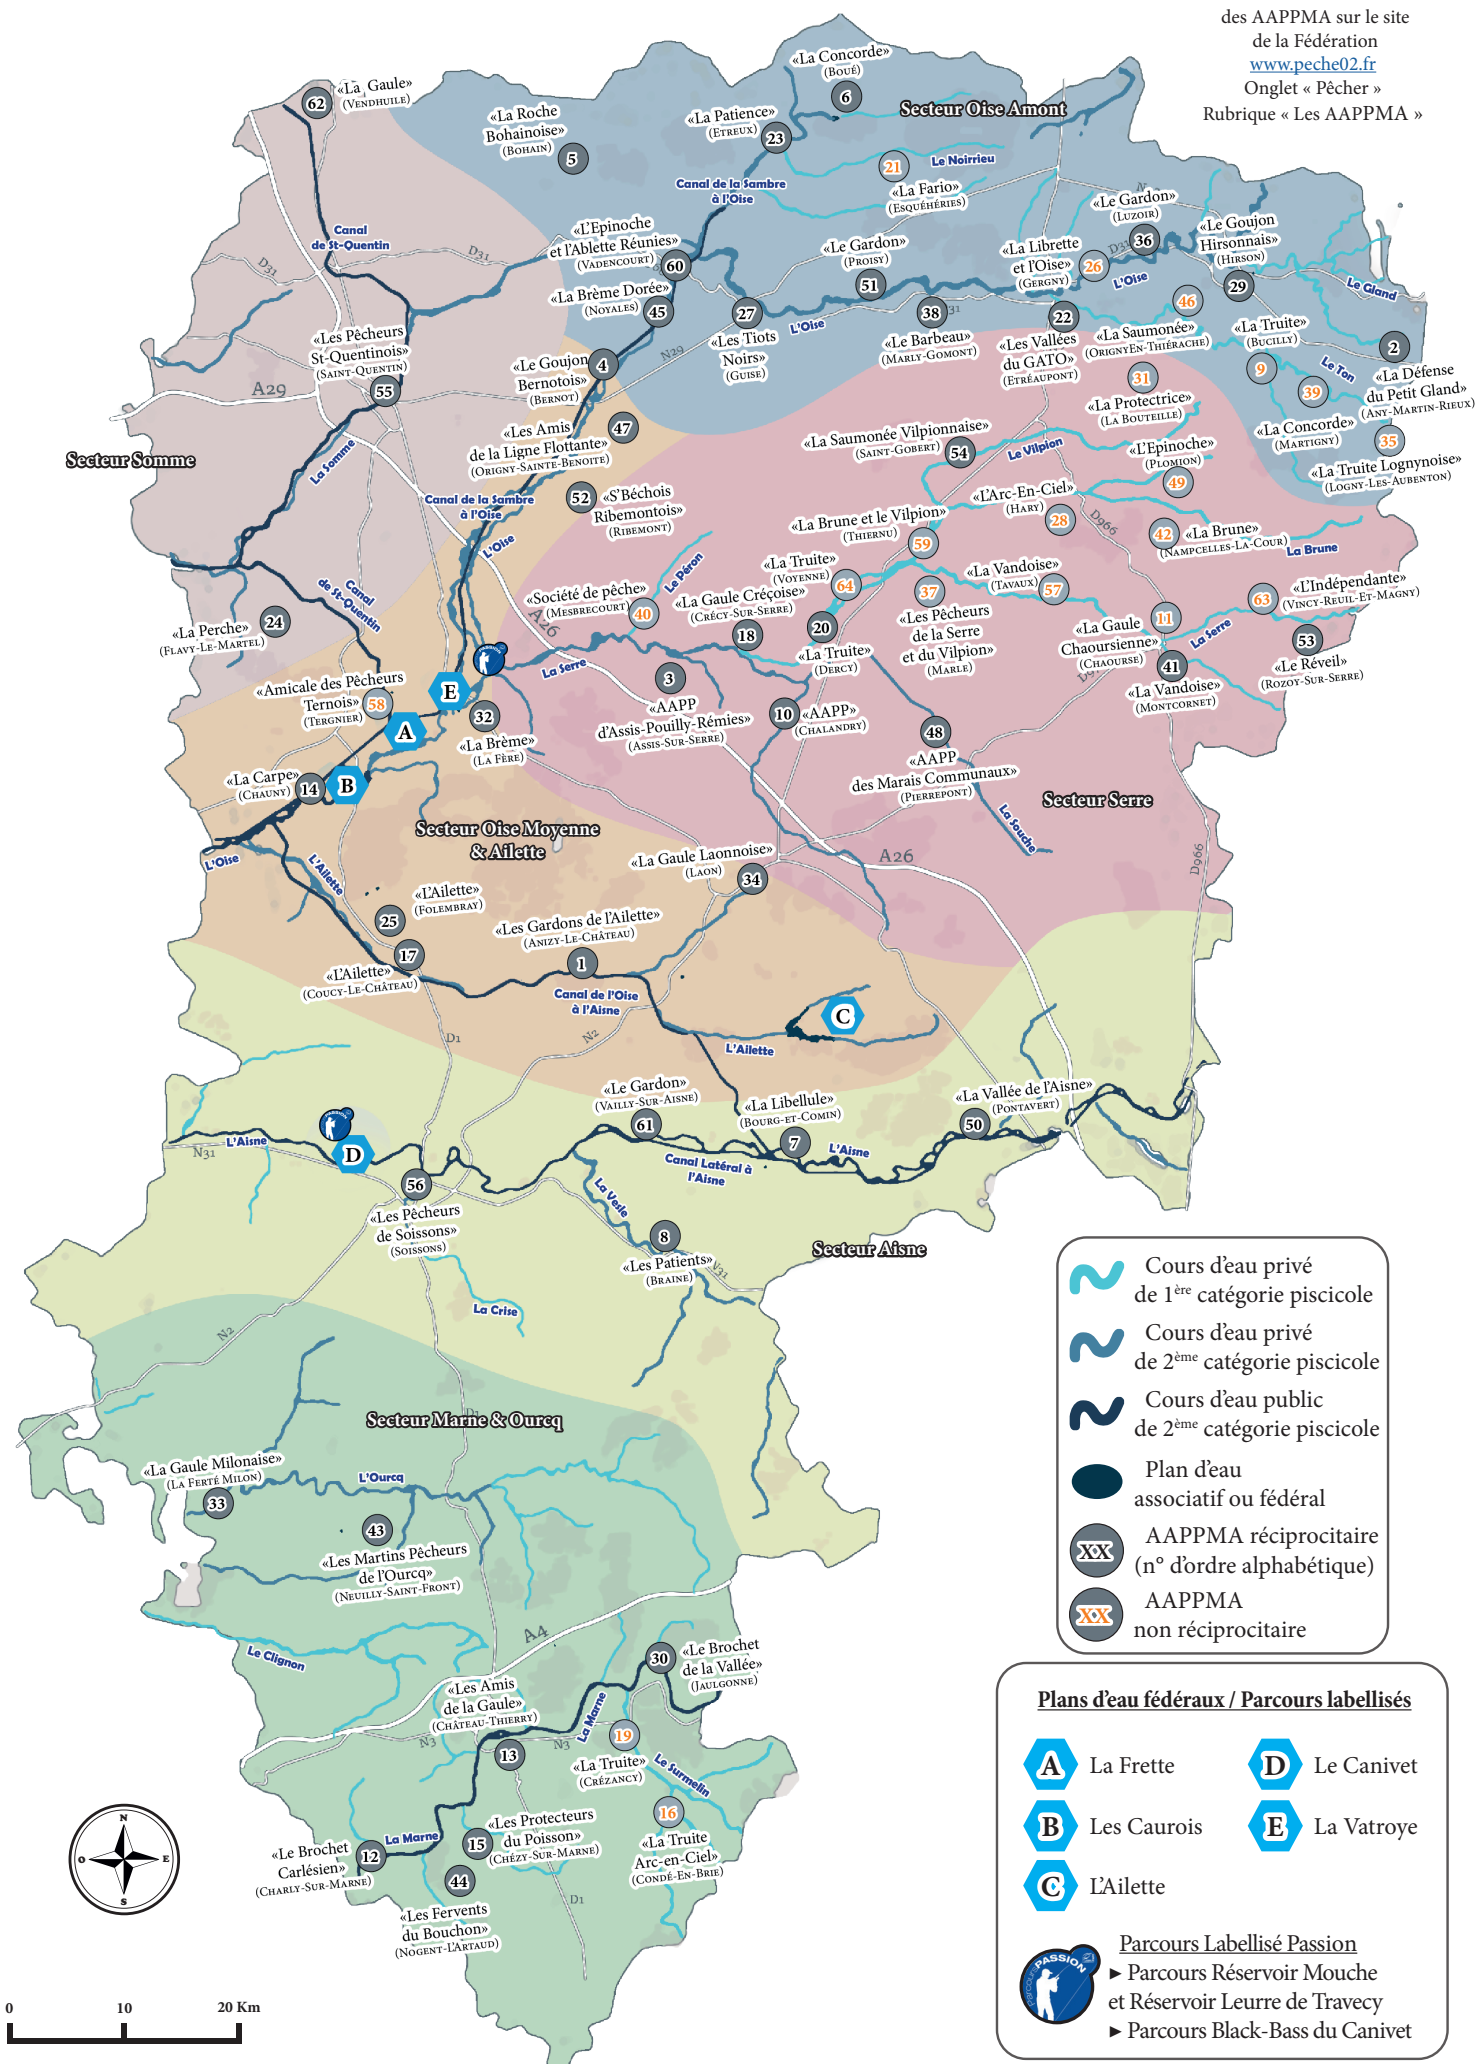 des AAPPMA sur le site
de la Fédération
www.peche02.fr
Onglet « Pêcher »
Rubrique « Les AAPPMA »
«La Gaule»
(Vendhuile)
62
«La Roche
Bohainoise»
(Bohain)
5
«La Concorde»
(Boué)
6
«La Patience»
(Etreux)
23
Secteur Oise Amont
21
Le Noirrieu
«La Fario»
(Esquéhéries)
Canal de la Sambre
à l'Oise
Canal
de St-Quentin
D31
D31
«L'Epinoche
et l'Ablette Réunies»
(Vadencourt)
60
«La Brème Dorée»
(Noyales)
45
«Le Gardon»
(Proisy)
51
«La Librette
et l'Oise»
(Gergny)
26
D31
«Le Gardon»
(Luzoir)
36
L'Oise
«Le Goujon
Hirsonnais»
(Hirson)
29
Le Gland
27
«Les Tiots
Noirs»
(Guise)
L'Oise
38
«Le Barbeau»
(Marly-Gomont)
22
«Les Vallées
du GATO»
(Etréaupont)
46
«La Saumonée»
(OrignyEn-Thiérache)
«La Truite»
(Bucilly)
9
Le Ton
39
2
«La Défense
du Petit Gland»
(Any-Martin-Rieux)
«La Concorde»
(Martigny)
35
«La Truite Lognynoise»
(Logny-Les-Aubenton)
31
«La Protectrice»
(La Bouteille)
«Les Pêcheurs
St-Quentinois»
(Saint-Quentin)
55
A29
N29
«Le Goujon
Bernotois»
(Bernot)
4
«Les Amis
de la Ligne Flottante»
(Origny-Sainte-Benoite)
47
Secteur Somme
La Somme
Canal de la Sambre
à l'Oise
52
«S'Béchois
Ribemontois»
(Ribemont)
L'Oise
«La Saumonée Vilpionnaise»
(Saint-Gobert)
54
Le Vilpion
«L'Epinoche»
(Plomion)
49
«L'Arc-En-Ciel»
(Hary)
28
D966
42
«La Brune»
(Nampcelles-La-Cour)
La Brune
«La Brune et le Vilpion»
(Thiernu)
59
«La Truite»
(Voyenne)
64
37
«Les Pêcheurs
de la Serre
et du Vilpion»
(Marle)
«La Vandoise»
(Tavaux)
57
63
«L'Indépendante»
(Vincy-Reuil-Et-Magny)
11
«La Gaule
Chaoursienne»
(Chaourse)
La Serre
41
«La Vandoise»
(Montcornet)
53
«Le Réveil»
(Rozoy-Sur-Serre)
Le Péron
«Société de pêche»
(Mesbrecourt)
40
A26
«La Gaule Créçoise»
(Crécy-Sur-Serre)
18
20
«La Truite»
(Dercy)
La Serre
3
«AAPP
d'Assis-Pouilly-Rémies»
(Assis-sur-Serre)
10
«AAPP»
(Chalandry)
48
«AAPP
des Marais Communaux»
(Pierrepont)
La Souche
Secteur Serre
Canal
de St-Quentin
24
«La Perche»
(Flavy-Le-Martel)
«Amicale des Pêcheurs
Ternois»
(Tergnier)
58
E
A
32
«La Brème»
(La Fère)
«La Carpe»
(Chauny)
14
B
Secteur Oise Moyenne
& Ailette
L'Oise
L'Ailette
«La Gaule Laonnoise»
(Laon)
34
A26
D966
25
«L'Ailette»
(Folembray)
17
«L'Ailette»
(Coucy-Le-Château)
«Les Gardons de l'Ailette»
(Anizy-Le-Château)
1
Canal de l'Oise
à l'Aisne
D1
N2
C
L'Ailette
«Le Gardon»
(Vailly-Sur-Aisne)
61
«La Libellule»
(Bourg-et-Comin)
7
«La Vallée de l'Aisne»
(Pontavert)
50
L'Aisne
N31
D
L'Aisne
Canal Latéral à
l'Aisne
56
«Les Pêcheurs
de Soissons»
(Soissons)
La Vesle
8
«Les Patients»
(Braine)
N31
Secteur Aisne
La Crise
N2
D1
Secteur Marne & Ourcq
«La Gaule Milonaise»
(La Ferté Milon)
33
L'Ourcq
43
«Les Martins Pêcheurs
de l'Ourcq»
(Neuilly-Saint-Front)
A4
Le Clignon
30
«Le Brochet
de la Vallée»
(Jaulgonne)
«Les Amis
de la Gaule»
(Château-Thierry)
N3
13
N3
La Marne
19
«La Truite»
(Crézancy)
Le Surmelin
16
«La Truite
Arc-en-Ciel»
(Condé-En-Brie)
«Le Brochet
Carlésien»
(Charly-Sur-Marne)
12
La Marne
15
«Les Protecteurs
du Poisson»
(Chézy-Sur-Marne)
44
«Les Fervents
du Bouchon»
(Nogent-L'Artaud)
D1
N
O
E
S
0
10
20 Km
Cours d'eau privé
de 1ère catégorie piscicole
Cours d'eau privé
de 2ème catégorie piscicole
Cours d'eau public
de 2ème catégorie piscicole
Plan d'eau
associatif ou fédéral
XX
AAPPMA réciprocitaire
(n° d'ordre alphabétique)
XX
AAPPMA
non réciprocitaire
Plans d'eau fédéraux / Parcours labellisés
A La Frette
D Le Canivet
B Les Caurois
E La Vatroye
C L'Ailette
Parcours PASSION
Parcours Labellisé Passion
► Parcours Réservoir Mouche
et Réservoir Leurre de Travecy
► Parcours Black-Bass du Canivet